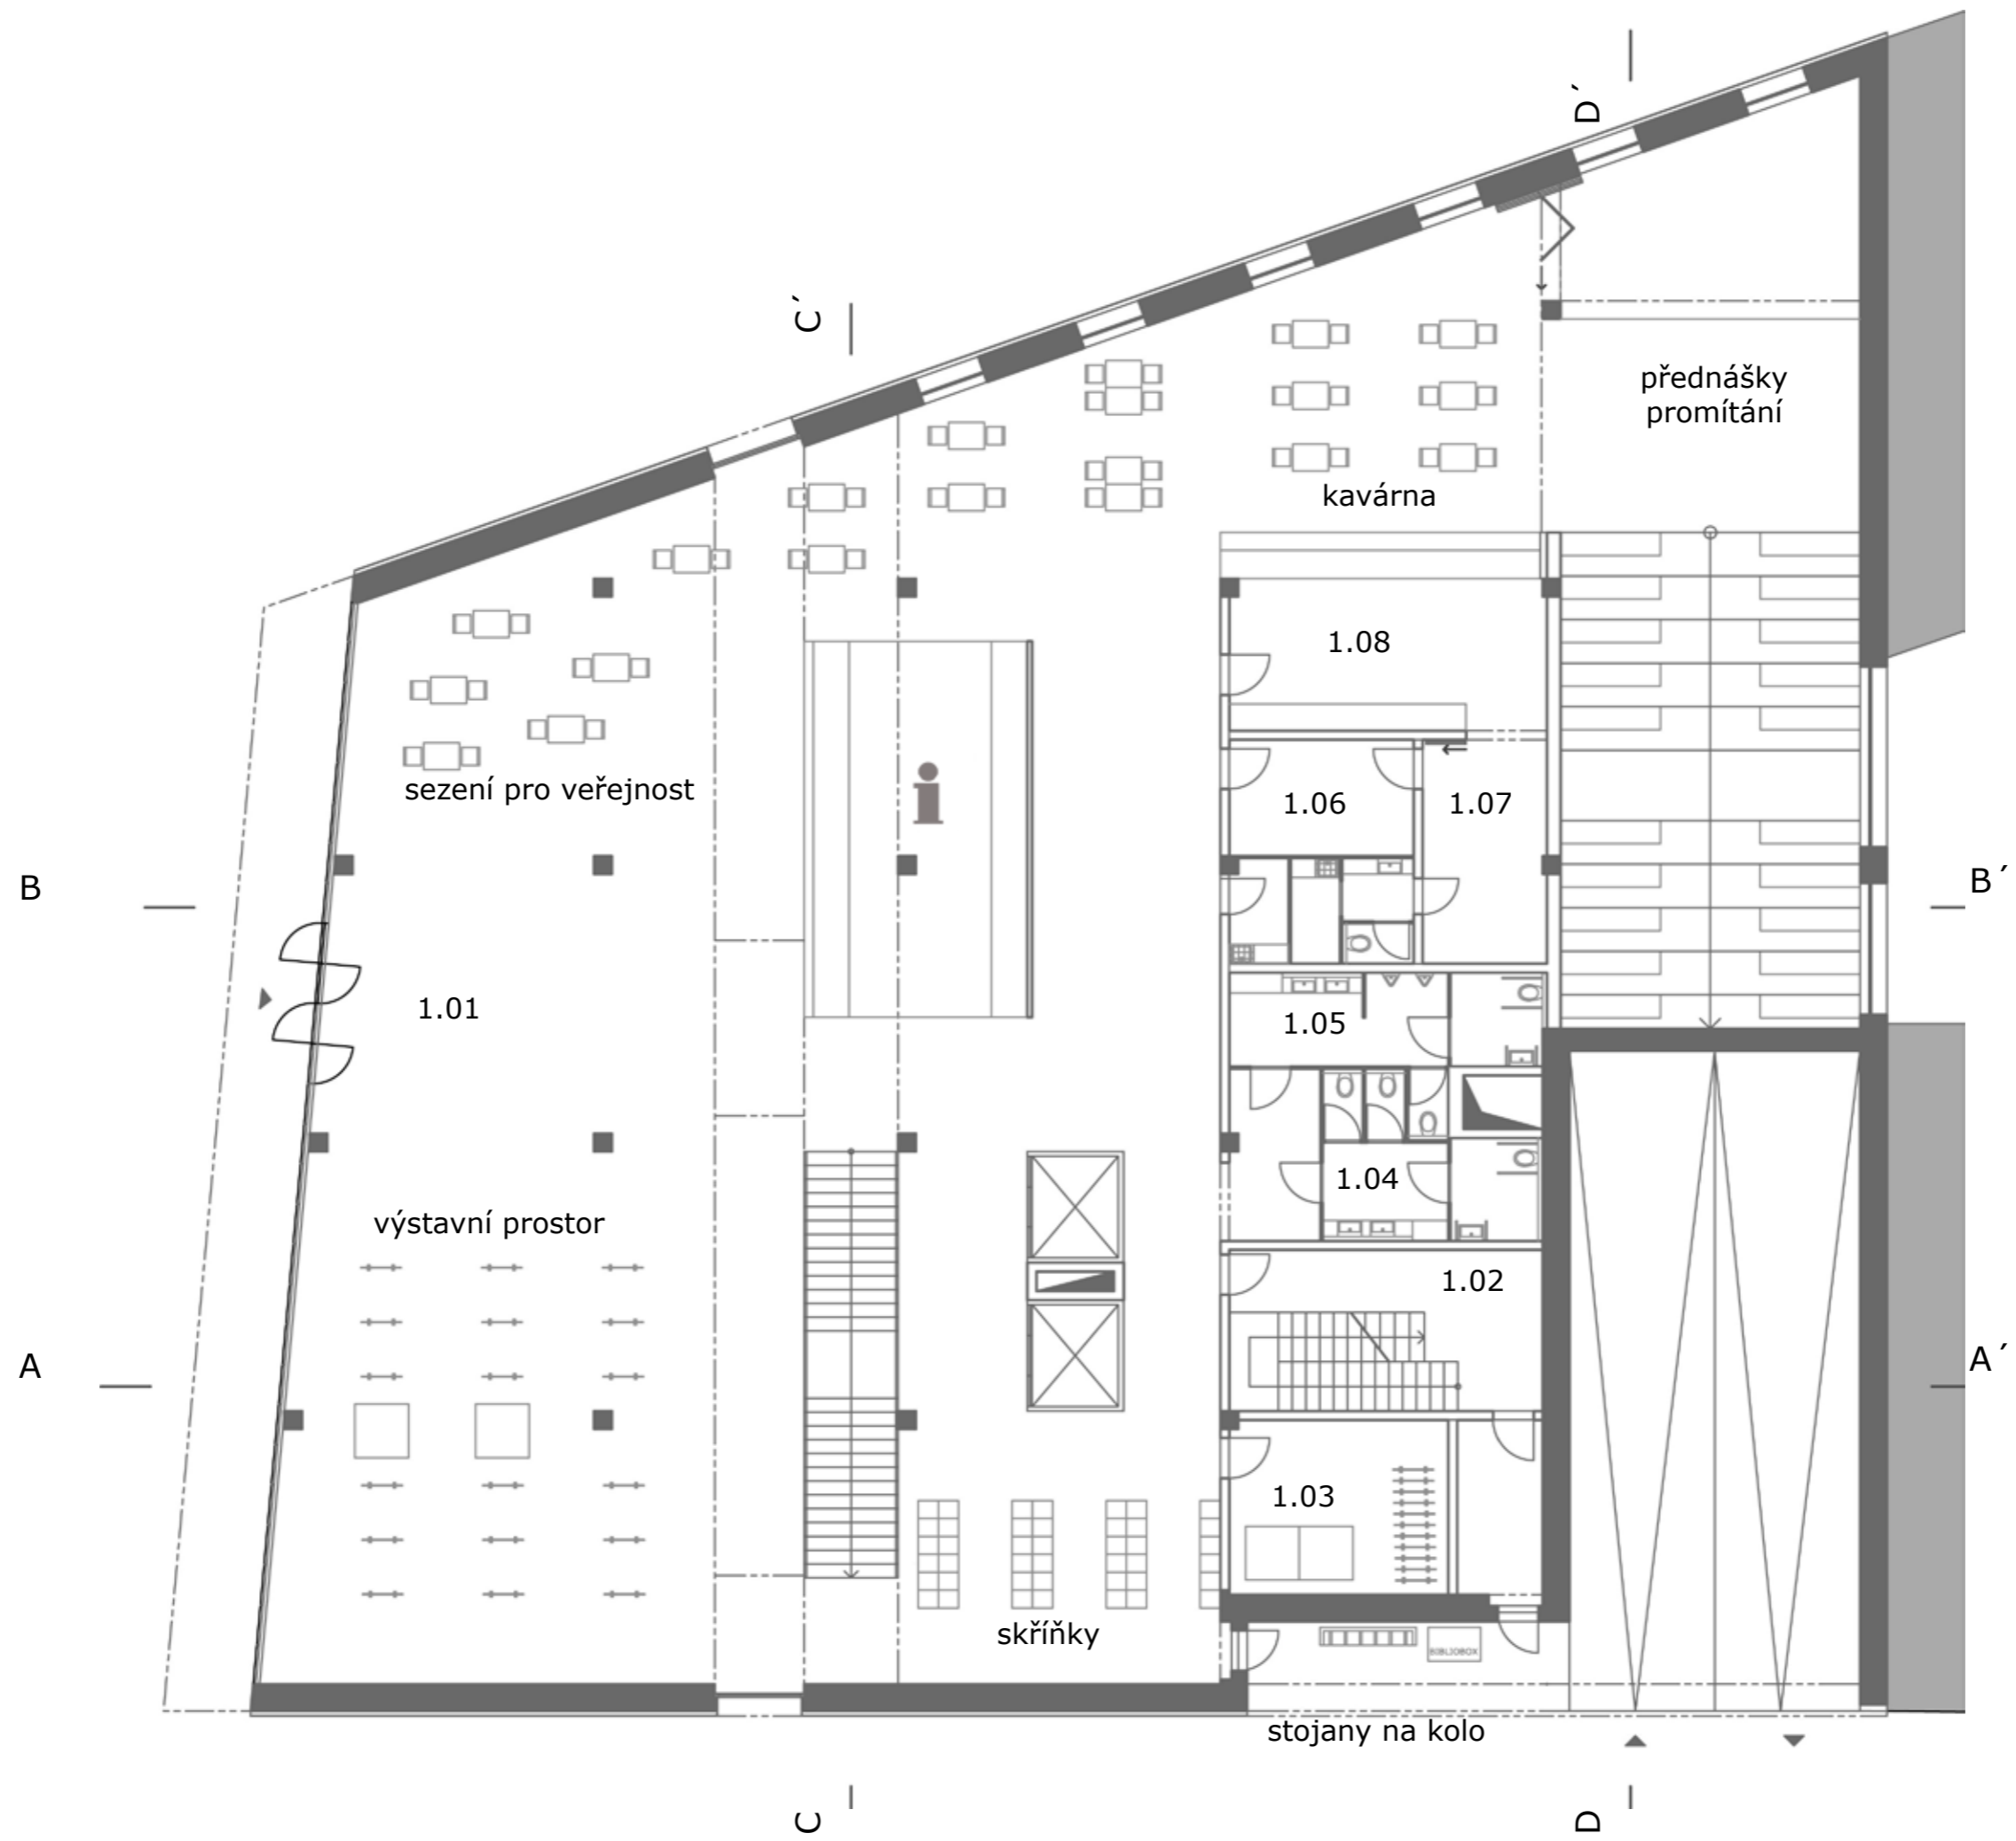 D´
C´
přednášky
promítání
kavárna
1.08
sezení pro veřejnost
i
1.06
1.07
B
B´
1.01
1.05
1.04
výstavní prostor
1.02
A
A´
1.03
skříňky
BIBLIOBOX
stojany na kolo
C
D